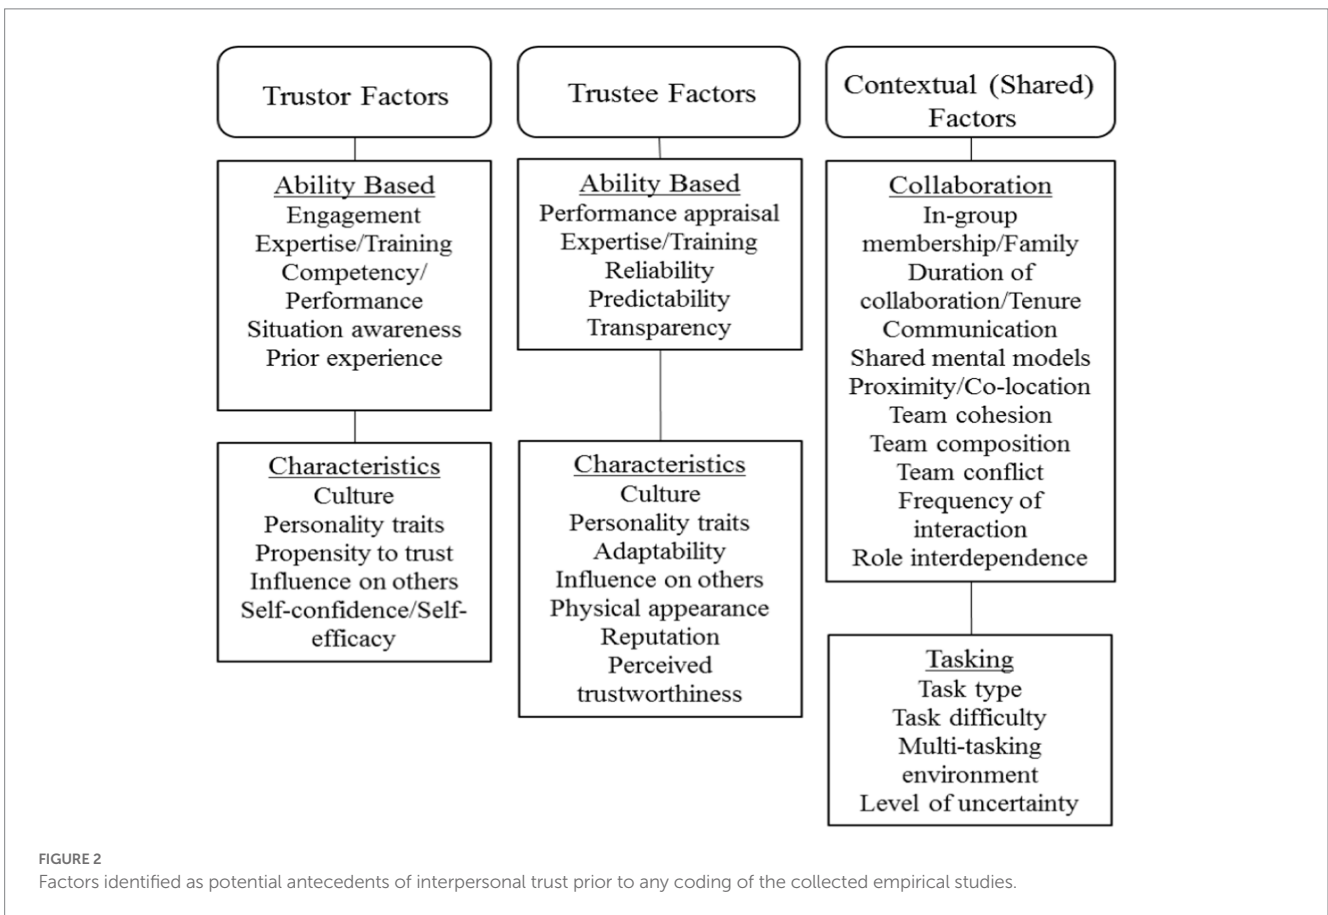 Trustor Factors
Ability Based
Engagement
Expertise/Training
Competency/
Performance
Situation awareness
Prior experience
Characteristics
Culture
Personality traits
Propensity to trust
Influence on others
Self-confidence/Self-
efficacy
Trustee Factors
Ability Based
Performance appraisal
Expertise/Training
Reliability
Predictability
Transparency
Characteristics
Culture
Personality traits
Adaptability
Influence on others
Physical appearance
Reputation
Perceived
trustworthiness
Contextual (Shared)
Factors
Collaboration
In-group
membership/Family
Duration of
collaboration/Tenure
Communication
Shared mental models
Proximity/Co-location
Team cohesion
Team composition
Team conflict
Frequency of
interaction
Role interdependence
Tasking
Task type
Task difficulty
Multi-tasking
environment
Level of uncertainty
FIGURE 2
Factors identified as potential antecedents of interpersonal trust prior to any coding of the collected empirical studies.